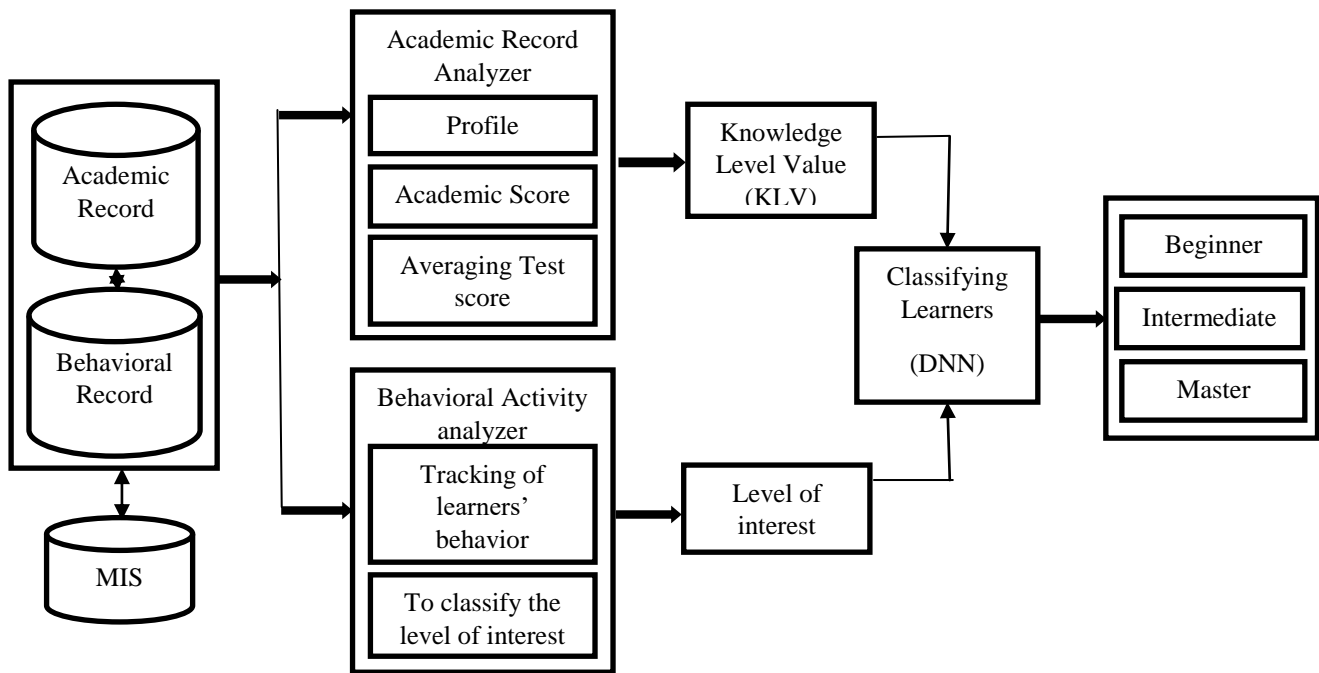 Academic
Record
Behavioral
Record
MIS
Academic Record
Analyzer
Profile
Academic Score
Averaging Test
score
Behavioral Activity
analyzer
Tracking of
learners’
behavior
To classify the
level of interest
Knowledge
Level Value
(KLV)
Level of
interest
Classifying
Learners
(DNN)
Beginner
Intermediate
Master